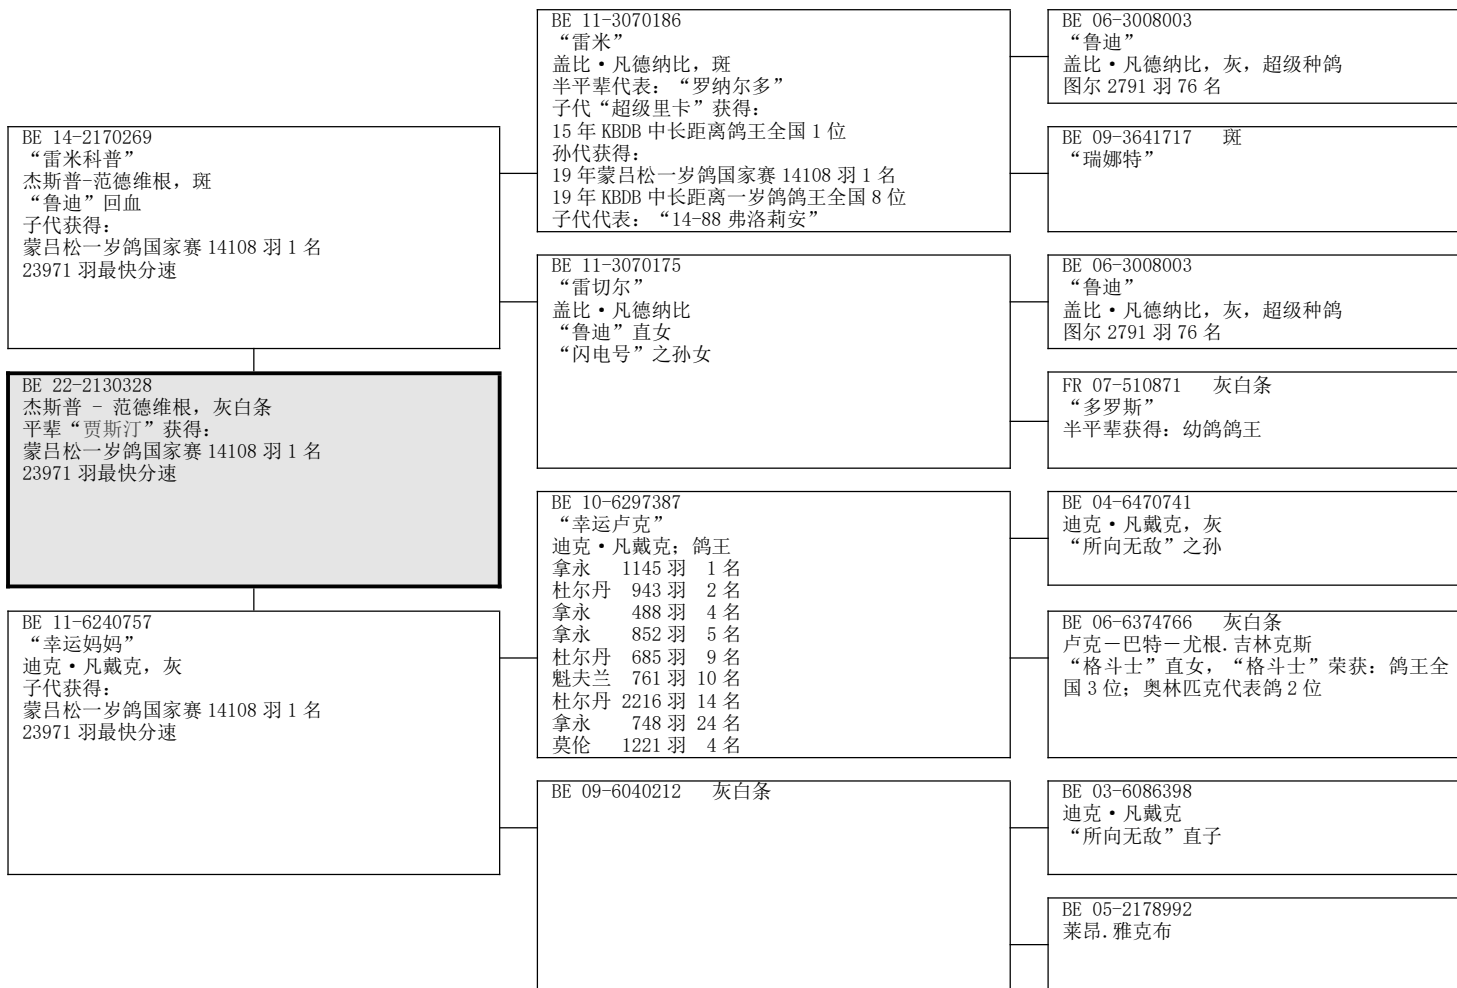 BE 14-2170269
“雷米科普”
杰斯普-范德维根，斑
“鲁迪”回血
子代获得：
蒙吕松一岁鸽国家赛 14108 羽 1 名
23971 羽最快分速
BE 22-2130328
杰斯普 - 范德维根，灰白条
平辈“贾斯汀”获得：
蒙吕松一岁鸽国家赛 14108 羽 1 名
23971 羽最快分速
BE 11-6240757
“幸运妈妈”
迪克·凡戴克，灰
子代获得：
蒙吕松一岁鸽国家赛 14108 羽 1 名
23971 羽最快分速
BE 11-3070186
“雷米”
盖比·凡德纳比，斑
半平辈代表：“罗纳尔多”
子代“超级里卡”获得：
15 年 KBDB 中长距离鸽王全国 1 位
孙代获得：
19 年蒙吕松一岁鸽国家赛 14108 羽 1 名
19 年 KBDB 中长距离一岁鸽鸽王全国 8 位
子代代表：“14-88 弗洛莉安”
BE 11-3070175
“雷切尔”
盖比·凡德纳比
“鲁迪”直女
“闪电号”之孙女
BE 10-6297387
“幸运卢克”
迪克·凡戴克；鸽王
拿永 1145 羽 1 名
杜尔丹 943 羽 2 名
拿永 488 羽 4 名
拿永 852 羽 5 名
杜尔丹 685 羽 9 名
魁夫兰 761 羽 10 名
杜尔丹 2216 羽 14 名
拿永 748 羽 24 名
莫伦 1221 羽 4 名
BE 09-6040212 灰白条
BE 06-3008003
“鲁迪”
盖比·凡德纳比，灰，超级种鸽
图尔 2791 羽 76 名
BE 09-3641717 斑
“瑞娜特”
BE 06-3008003
“鲁迪”
盖比·凡德纳比，灰，超级种鸽
图尔 2791 羽 76 名
FR 07-510871 灰白条
“多罗斯”
半平辈获得：幼鸽鸽王
BE 04-6470741
迪克·凡戴克，灰
“所向无敌”之孙
BE 06-6374766 灰白条
卢克－巴特－尤根.吉林克斯
“格斗士”直女，“格斗士”荣获：鸽王全
国 3 位；奥林匹克代表鸽 2 位
BE 03-6086398
迪克·凡戴克
“所向无敌”直子
BE 05-2178992
莱昂.雅克布